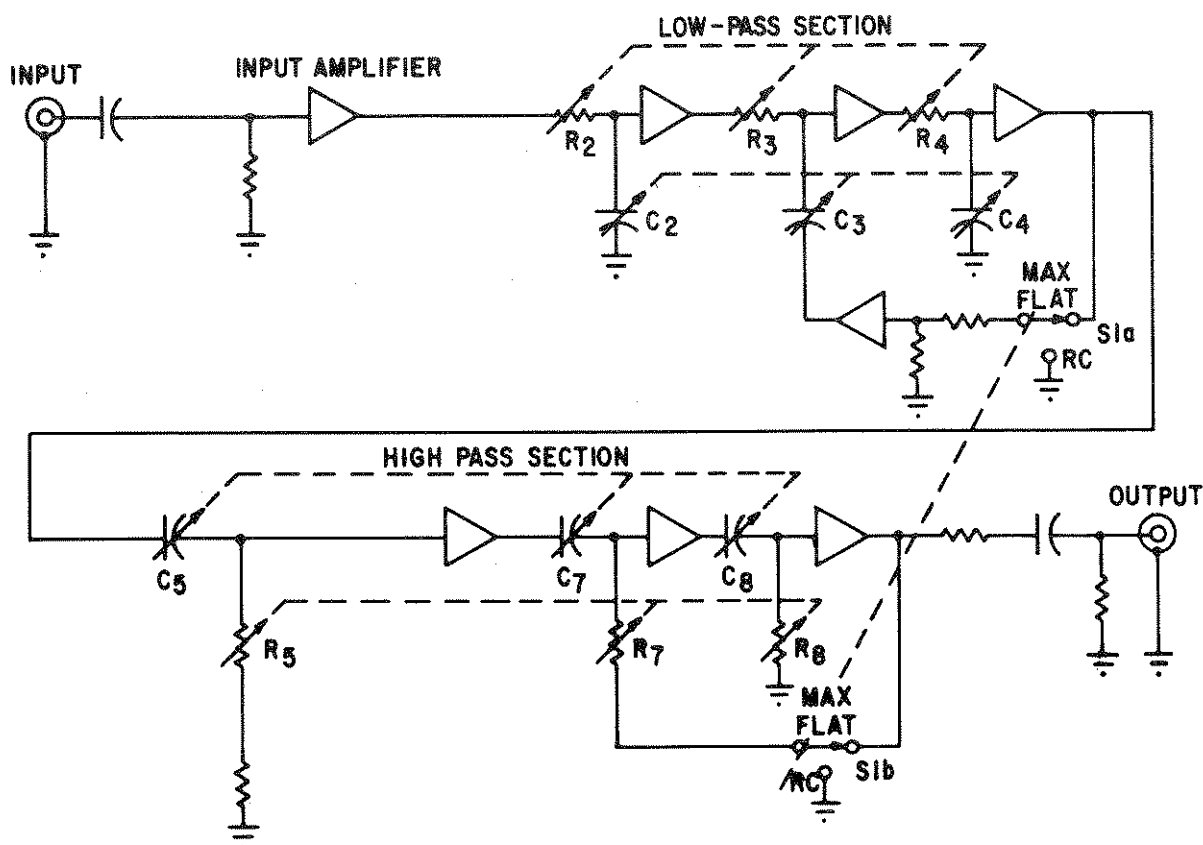 LOW-PASS SECTION
INPUT
INPUT AMPLIFIER
R2
R3
R4
C2
C3
C4
MAX
FLAT
S1a
RC
HIGH PASS SECTION
OUTPUT
C5
C7
C8
R5
R7
R8
MAX
FLAT
S1b
RC